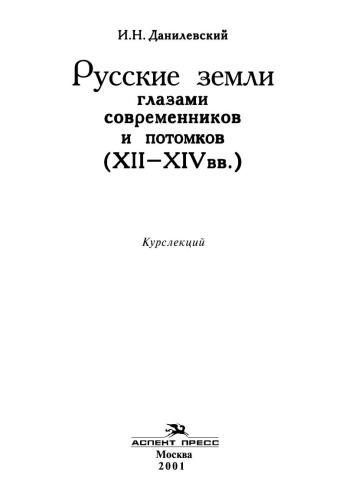 И.Н. Данилевский
Русские земли
глазами
современников
и потомков
(XII–XIVвв.)
Курслекций
АСПЕКТ ПРЕСС
Москва
2001